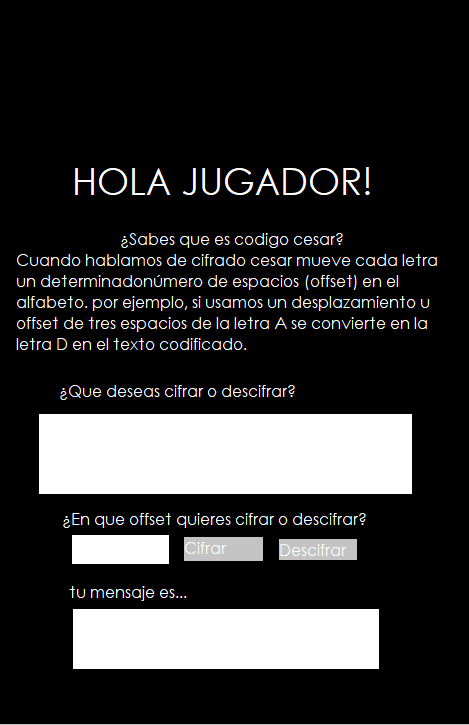 HOLA JUGADOR!
¿Sabes que es codigo cesar?
Cuando hablamos de cifrado cesar mueve cada letra
un determinadonúmero de espacios (offset) en el
alfabeto. por ejemplo, si usamos un desplazamiento u
offset de tres espacios de la letra A se convierte en la
letra D en el texto codificado.
¿Que deseas cifrar o descifrar?
¿En que offset quieres cifrar o descifrar?
Cifrar
Descifrar
tu mensaje es...